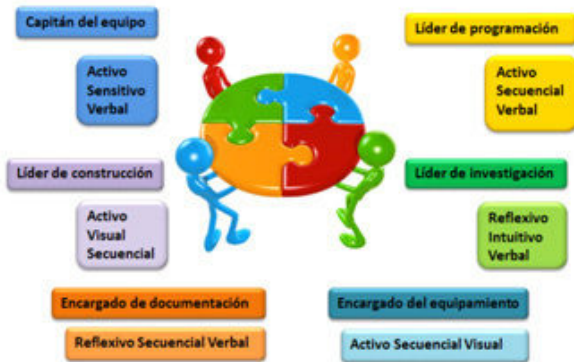 Capitán del equipo
Activo
Sensitivo
Verbal
Líder de programación
Activo
Secuencial
Verbal
Líder de construcción
Activo
Visual
Secuencial
Líder de investigación
Reflexivo
Intuitivo
Verbal
Encargado de documentación
Reflexivo Secuencial Verbal
Encargado del equipamiento
Activo Secuencial Visual